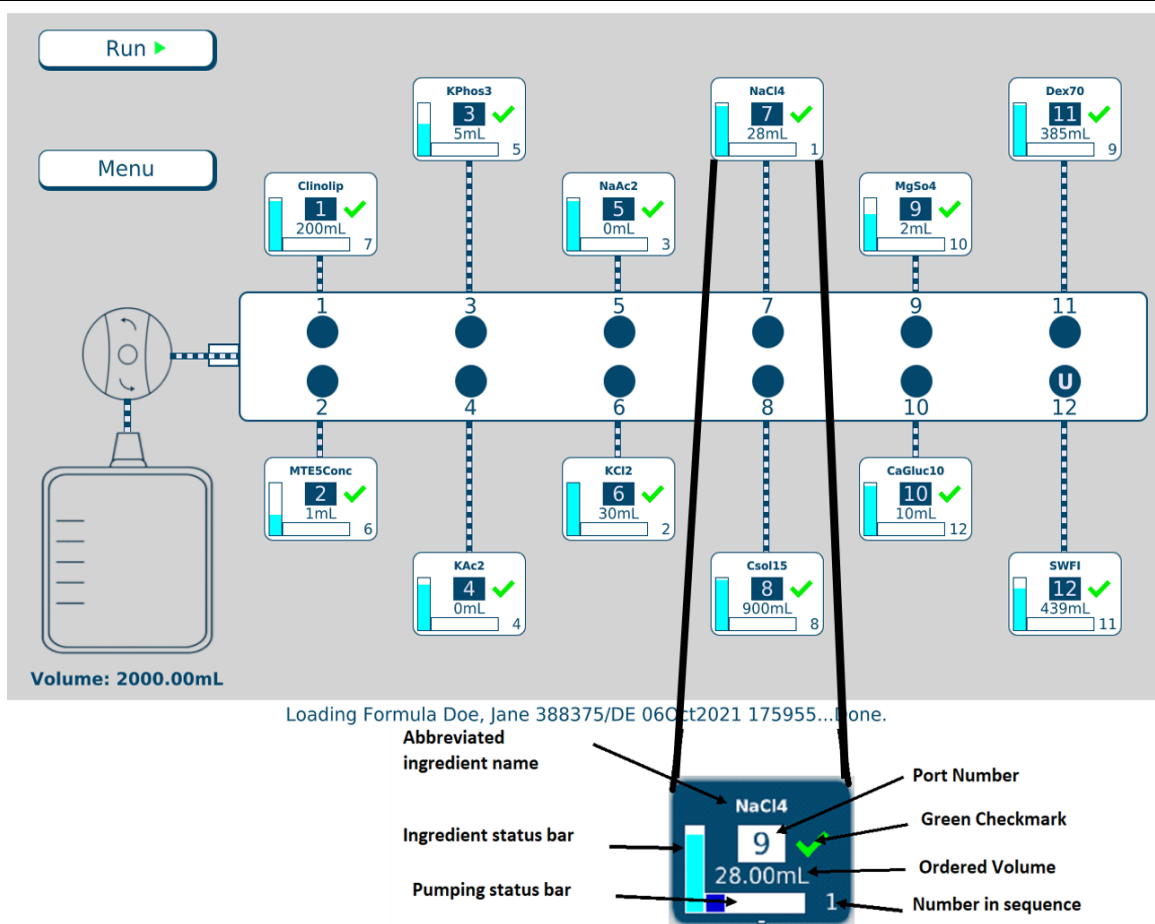 Run
Menu
KPhos3
3
5mL
5
NaCl4
7
28mL
1
Dex70
11
385mL
9
Clinolip
1
200mL
7
NaAc2
5
0mL
3
MgSo4
9
2mL
10
1
3
5
7
9
11
2
4
6
8
10
U
12
MTE5Conc
2
1mL
6
KCl2
6
30mL
2
CaGluc10
10
10mL
12
KAc2
4
0mL
4
Csol15
8
900mL
8
SWFI
12
439mL
11
Volume: 2000.00mL
Loading Formula Doe, Jane 388375/DE 06Oct2021 175955...Done.
Abbreviated
ingredient name
Ingredient status bar
Pumping status bar
NaCl4
9
28.00mL
1
Port Number
Green Checkmark
Ordered Volume
Number in sequence